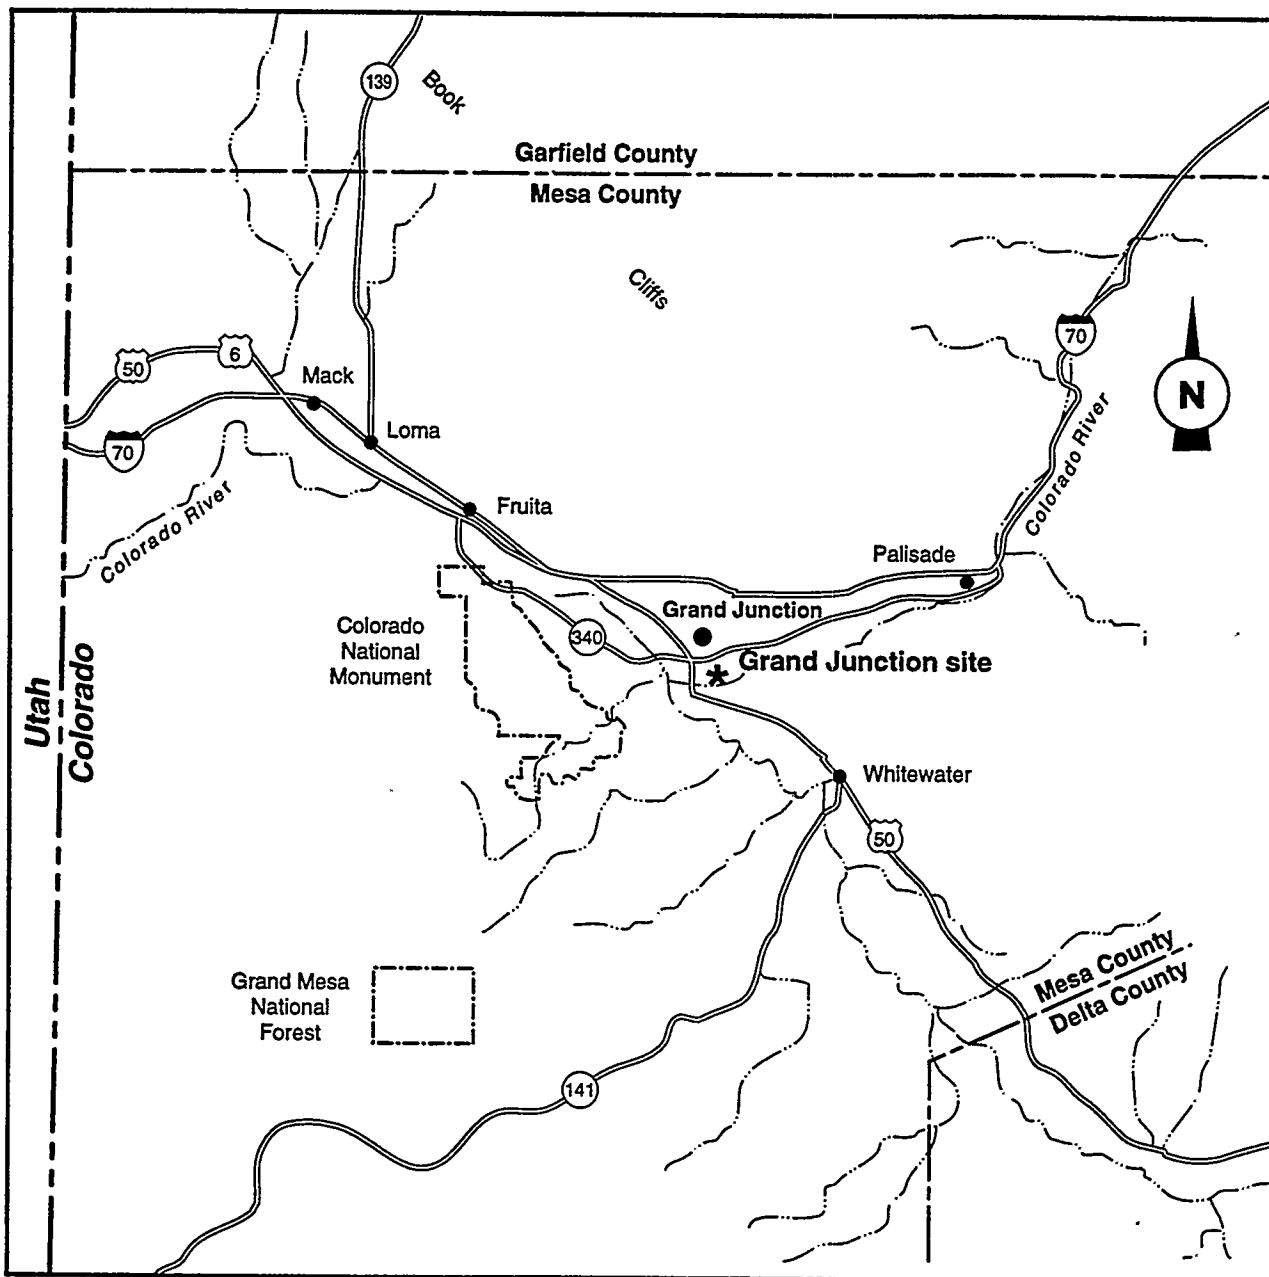 139
Book
Garfield County
Mesa County
Cliffs
50
6
70
Mack
70
N
Loma
Colorado River
Colorado River
Fruita
Palisade
Grand Junction
340
Colorado
National
Monument
Grand Junction site
Utah
Colorado
Whitewater
50
Grand Mesa
National
Forest
Mesa County
Delta County
141